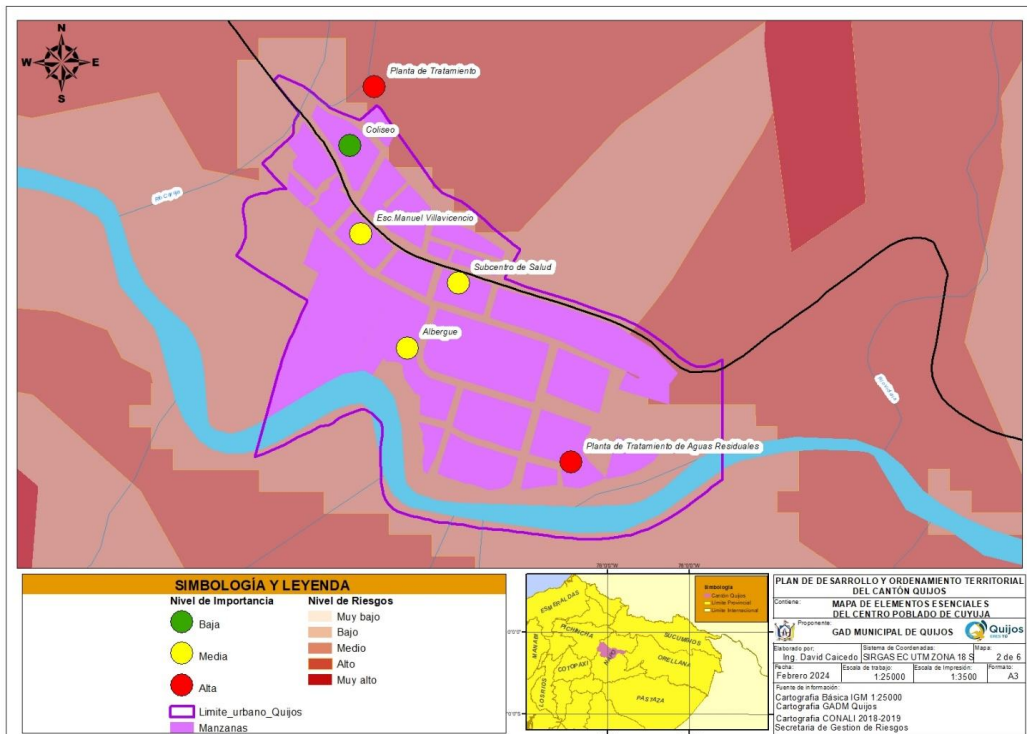 N
W E
S
Planta de Tratamiento
Coliseo
Esc.Manuel Villavicencio
Subcentro de Salud
Albergue
Planta de Tratamiento de Aguas Residuales
SIMBOLOGÍA Y LEYENDA
Nivel de Importancia
Baja
Media
Alta
Limite_urbano_Quijos
Manzanas
Nivel de Riesgos
Muy bajo
Bajo
Medio
Alto
Muy alto
Simbología
Cantón Quijos
Límite Provincial
Límite Internacional
ESMERALDAS
PICHINCHA
SUCUMBIOS
MANABI
COTOPAXI
ORELLANA
LOS RIOS
PASTAZA
PLAN DE DESARROLLO Y ORDENAMIENTO TERRITORIAL
DEL CANTÓN QUIJOS
Contiene:
MAPA DE ELEMENTOS ESENCIALES
DEL CENTRO POBLADO DE CUYUJA
Proponente:
GAD MUNICIPAL DE QUIJOS
Quijos
Elaborado por:
Ing. David Caicedo
Sistema de Coordenadas:
SIRGAS EC UTM ZONA 18 S
Mapa:
2 de 6
Fecha:
Febrero 2024
Escala de trabajo:
1:25000
Escala de Impresión:
1:3500
Formato:
A3
Fuente de información:
Cartografía Básica IGM 1:25000
Cartografía GADM Quijos
Cartografía CONALI 2018-2019
Secretaria de Gestion de Riesgos